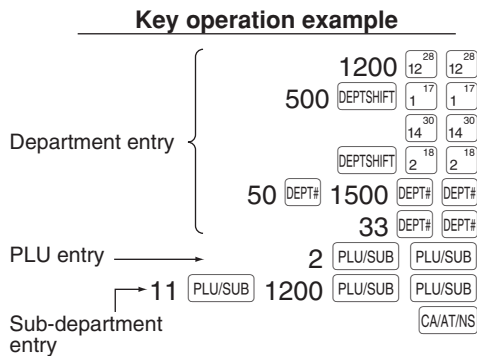 Key operation example
1200 12 28 12 28
500 DEPTSHIFT 1 17 1 17
14 30 14 30
Department entry
DEPTSHIFT 2 18 2 18
50 DEPT# 1500 DEPT# DEPT#
33 DEPT# DEPT#
PLU entry 2 PLU/SUB PLU/SUB
11 PLU/SUB 1200 PLU/SUB PLU/SUB
Sub-department
entry
CA/AT/NS